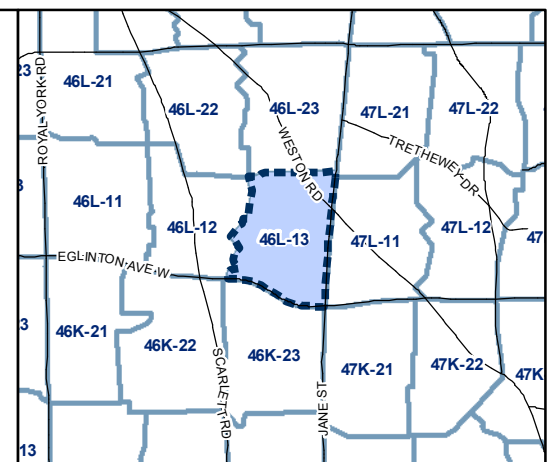 23
ROYAL YORK RD
46L-21
46L-22
46L-23
47L-21
47L-22
WESTON RD
TRETHEWEY DR
3
46L-11
46L-12
46L-13
47L-11
47L-12
47
EGLINTON AVE W
3
46K-21
46K-22
46K-23
47K-21
47K-22
47K
SCARLETT RD
JANE ST
13